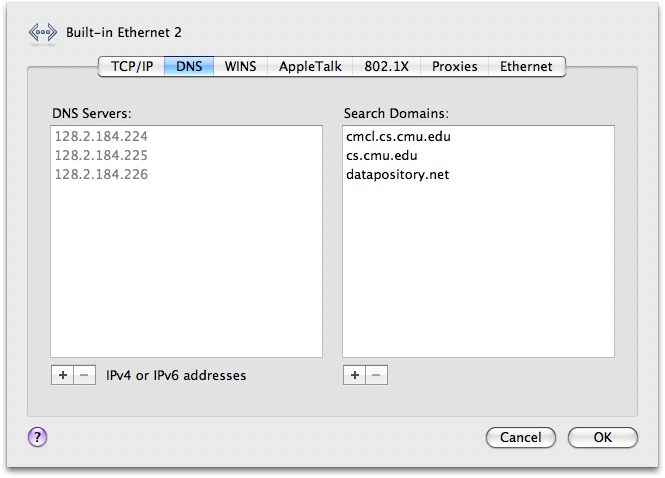 Built-in Ethernet 2
TCP/IP DNS WINS AppleTalk 802.1X Proxies Ethernet
DNS Servers:
128.2.184.224
128.2.184.225
128.2.184.226
+ − IPv4 or IPv6 addresses
Search Domains:
cmcl.cs.cmu.edu
cs.cmu.edu
datapository.net
+ −
? Cancel OK